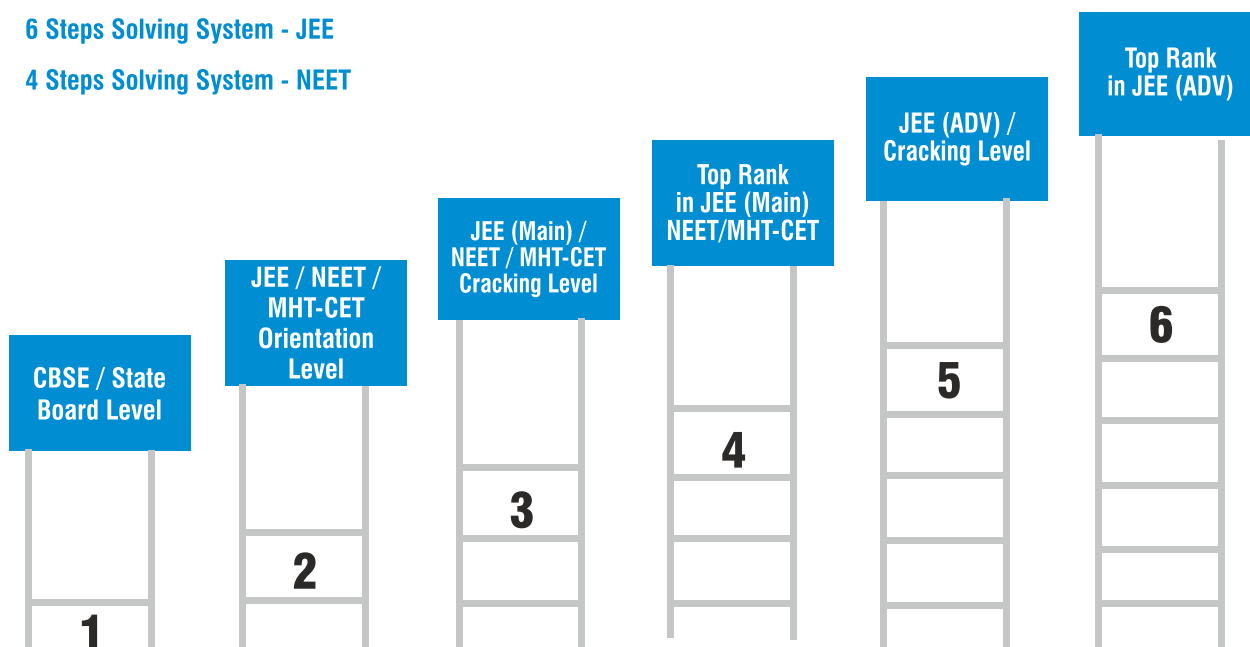 6 Steps Solving System - JEE
4 Steps Solving System - NEET
CBSE / State
Board Level
1
JEE / NEET /
MHT-CET
Orientation
Level
2
JEE (Main) /
NEET / MHT-CET
Cracking Level
3
Top Rank
in JEE (Main)
NEET/MHT-CET
4
JEE (ADV) /
Cracking Level
5
Top Rank
in JEE (ADV)
6